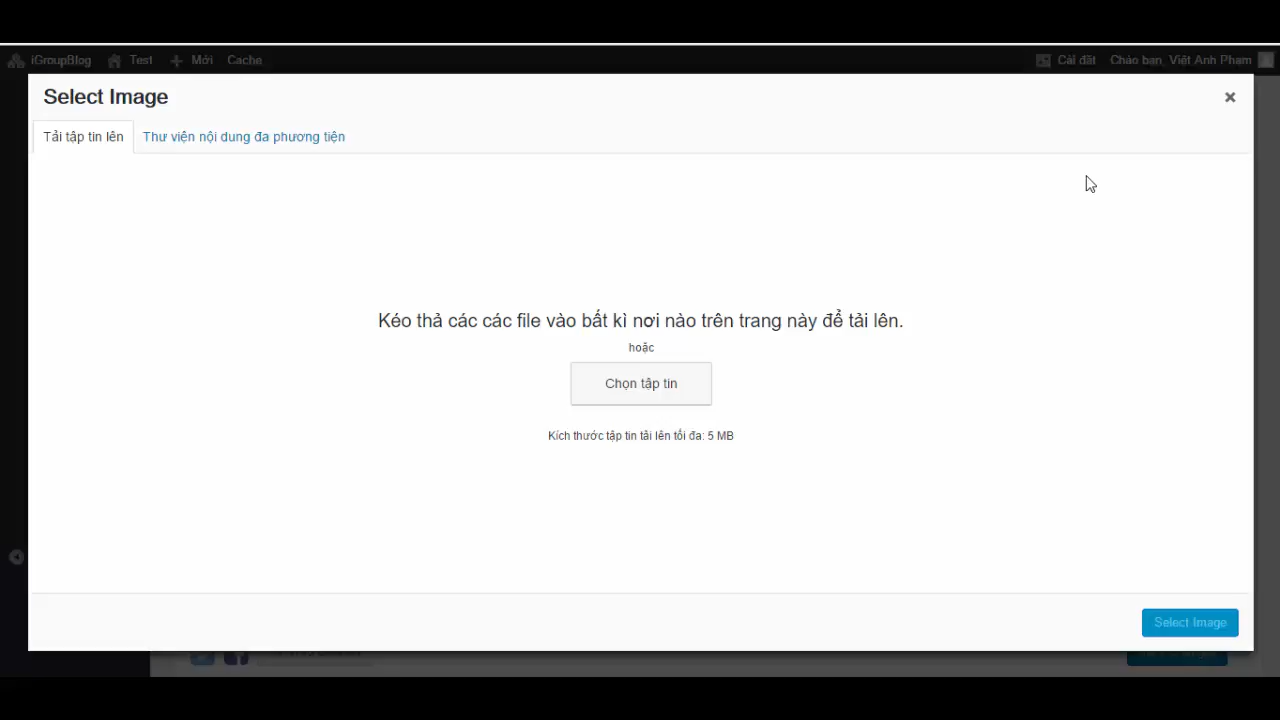 iGroupBlog Test Mới Cache Cài đặt Chào bạn, Việt Anh Pham
Select Image
Tải tập tin lên Thư viện nội dung đa phương tiện
Kéo thả các các file vào bất kì nơi nào trên trang này để tải lên.
hoặc
Chọn tập tin
Kích thước tập tin tải lên tối đa: 5 MB
Select Image